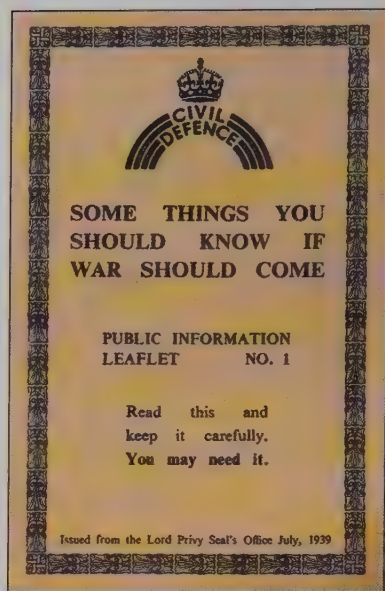 CIVIL
DEFENCE
SOME THINGS YOU
SHOULD KNOW IF
WAR SHOULD COME
PUBLIC INFORMATION
LEAFLET NO. 1
Read this and
keep it carefully.
You may need it.
Issued from the Lord Privy Seal's Office July, 1939